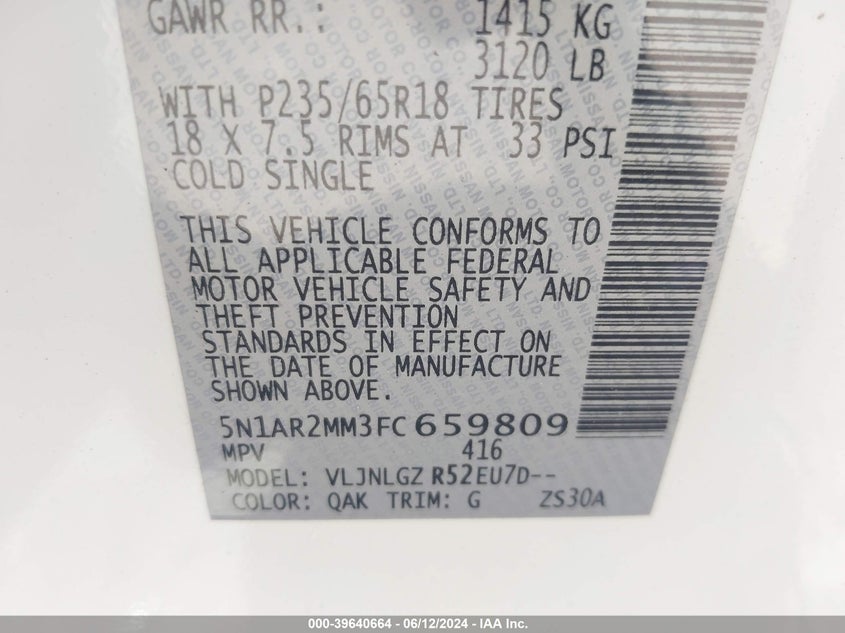 GAWR RR.: 1415 KG
3120 LB
WITH P235/65R18 TIRES
18 X 7.5 RIMS AT 33 PSI
COLD SINGLE
THIS VEHICLE CONFORMS TO
ALL APPLICABLE FEDERAL
MOTOR VEHICLE SAFETY AND
THEFT PREVENTION
STANDARDS IN EFFECT ON
THE DATE OF MANUFACTURE
SHOWN ABOVE.
5N1AR2MM3FC659809
MPV 416
MODEL: VLJNLGZ R52EU7D--
COLOR: QAK TRIM: G ZS30A
000-39640664 - 06/12/2024 - IAA Inc.